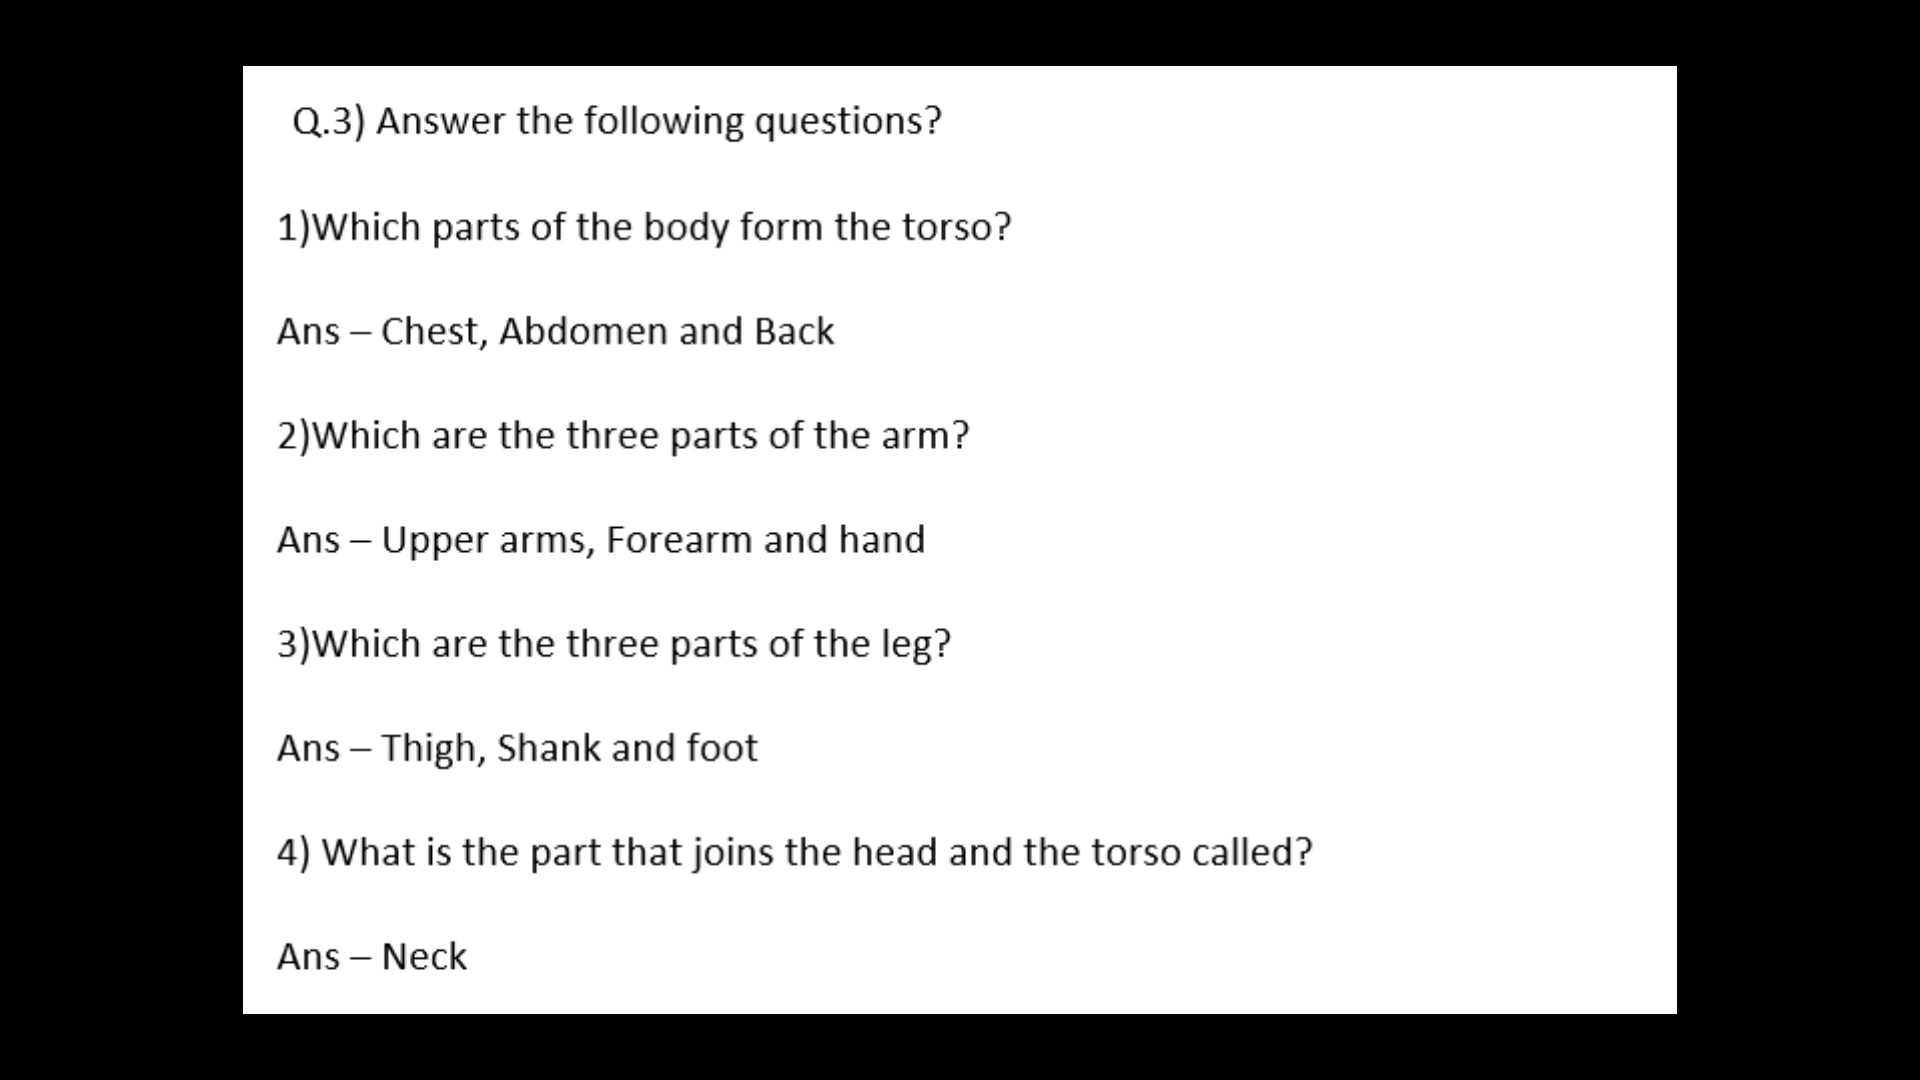 Q.3) Answer the following questions?
1)Which parts of the body form the torso?
Ans – Chest, Abdomen and Back
2)Which are the three parts of the arm?
Ans – Upper arms, Forearm and hand
3)Which are the three parts of the leg?
Ans – Thigh, Shank and foot
4) What is the part that joins the head and the torso called?
Ans – Neck